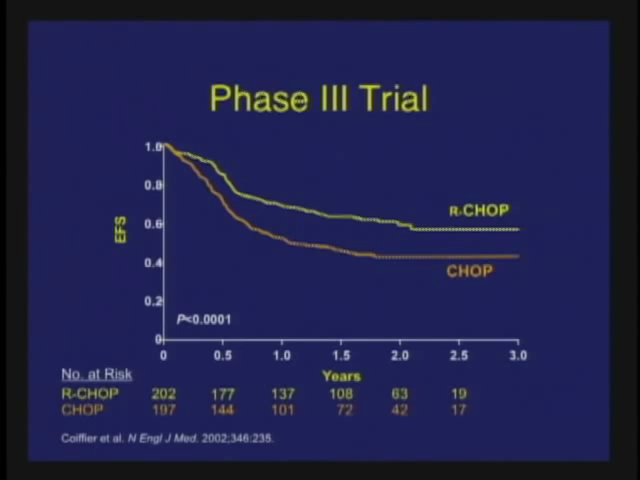 Phase III Trial
1.0
0.8
0.6
0.4
0.2
0
EFS
R-CHOP
CHOP
P<0.0001
0 0.5 1.0 1.5 2.0 2.5 3.0
Years
No. at Risk
R-CHOP 202 177 137 108 63 19
CHOP 197 144 101 72 42 17
Coiffier et al. N Engl J Med. 2002;346:235.